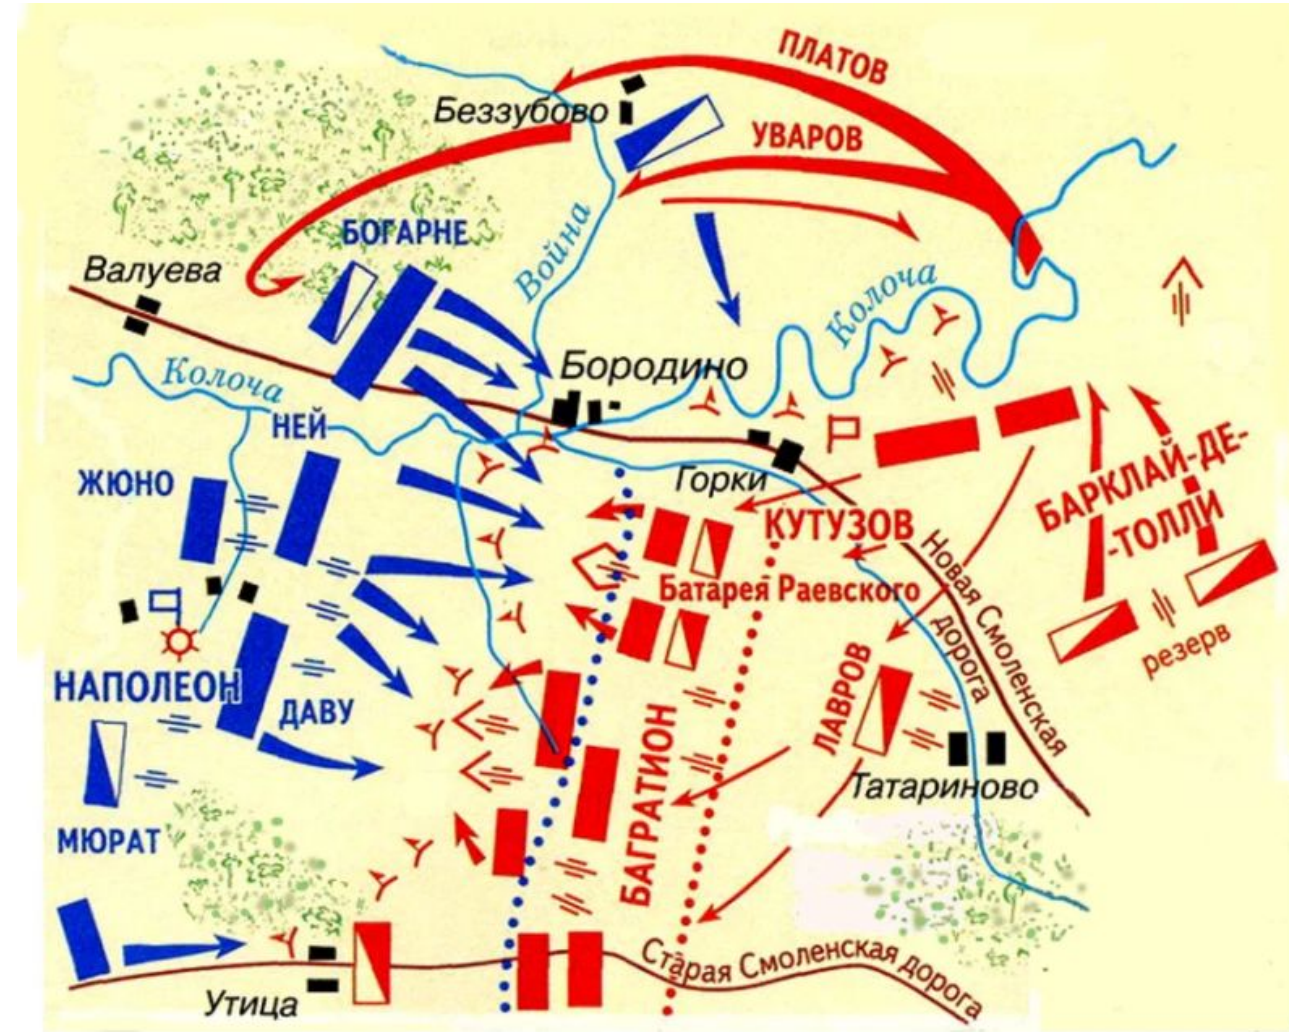 ПЛАТОВ
Беззубово
УВАРОВ
БОГАРНЕ
Война
Валуева
Колоча
Колоча
Бородино
НЕЙ
ЖЮНО
Горки
БАРКЛАЙ-ДЕ-
-ТОЛЛИ
КУТУЗОВ
Батарея Раевского
Новая Смоленская
дорога
резерв
НАПОЛЕОН
ДАВУ
ЛАВРОВ
БАГРАТИОН
Татариново
МЮРАТ
Утица
Старая Смоленская дорога